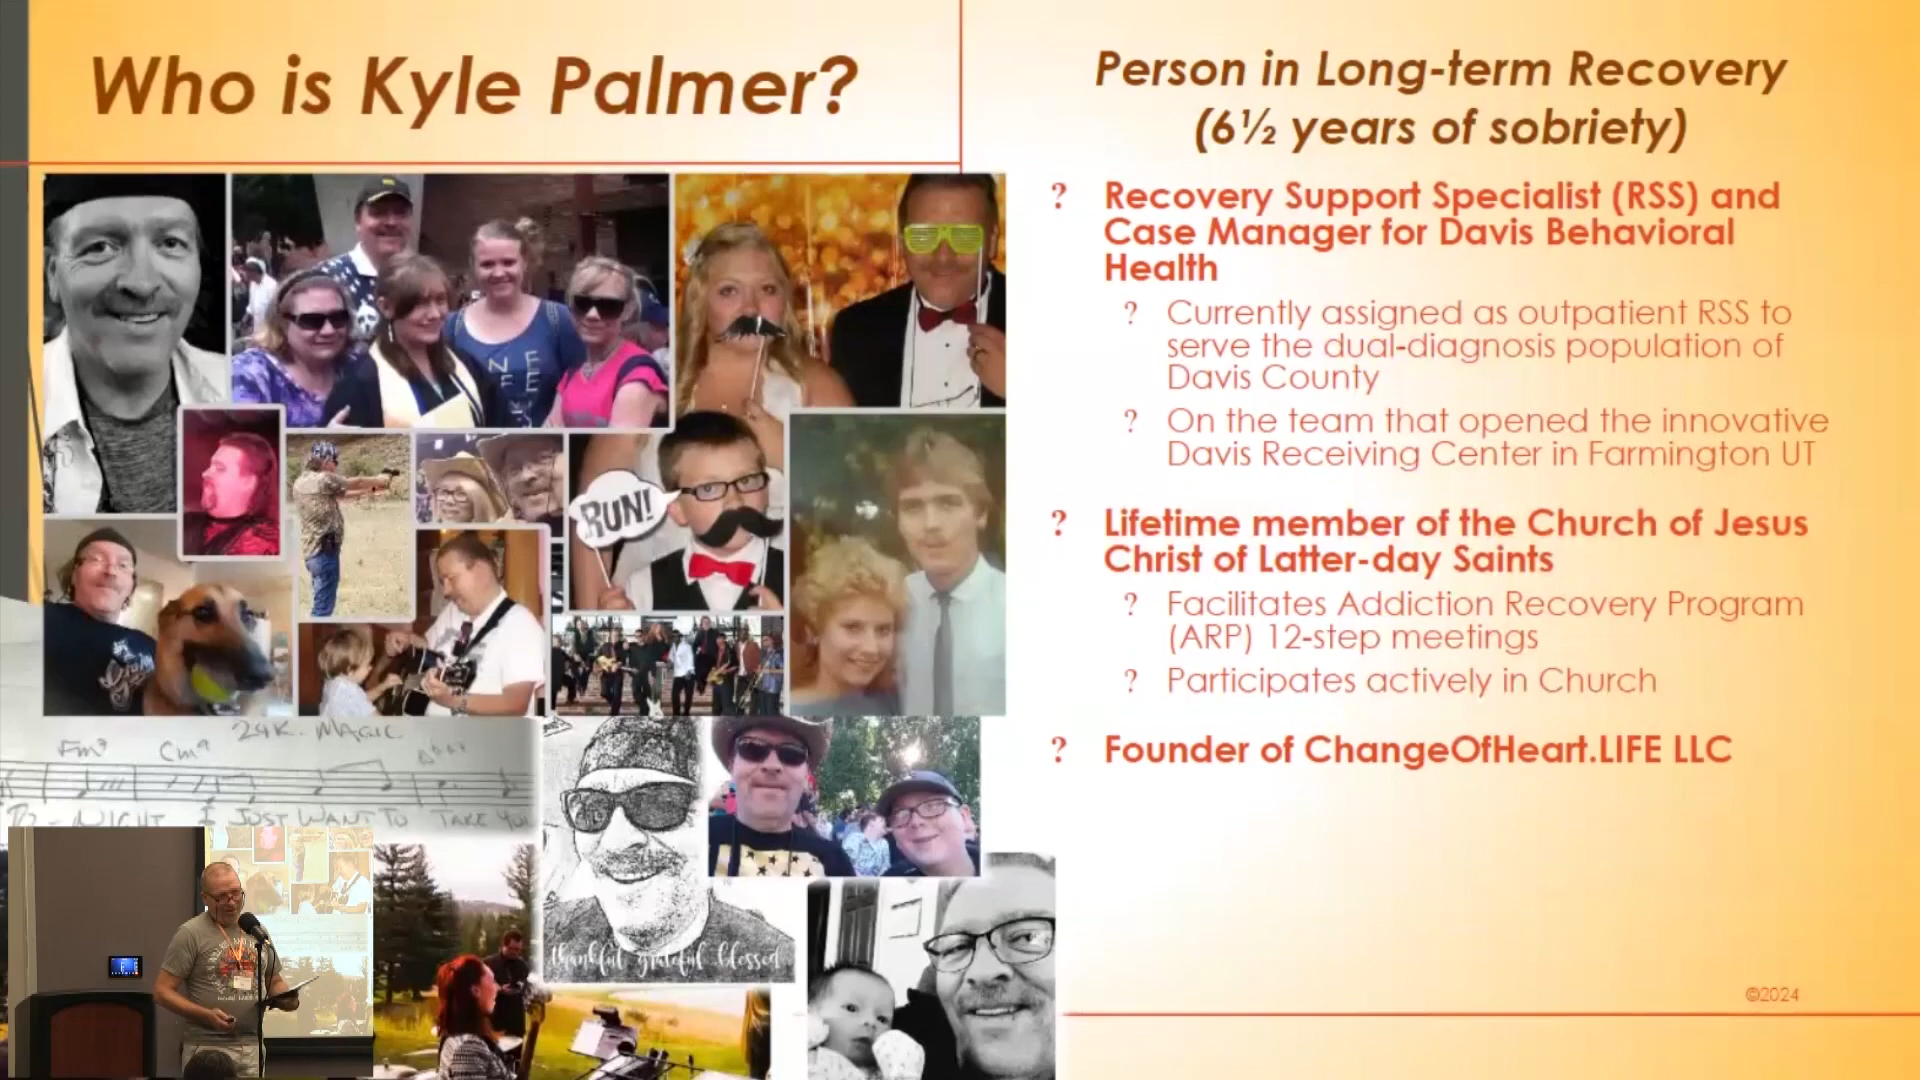 Who is Kyle Palmer?
Person in Long-term Recovery
(6½ years of sobriety)
? Recovery Support Specialist (RSS) and
Case Manager for Davis Behavioral
Health
? Currently assigned as outpatient RSS to
serve the dual-diagnosis population of
Davis County
? On the team that opened the innovative
Davis Receiving Center in Farmington UT
? Lifetime member of the Church of Jesus
Christ of Latter-day Saints
? Facilitates Addiction Recovery Program
(ARP) 12-step meetings
? Participates actively in Church
? Founder of ChangeOfHeart.LIFE LLC
RUN!
24K. MAGIC
NIGHT I JUST WANT TO TAKE YOU
thankful grateful blessed
©2024